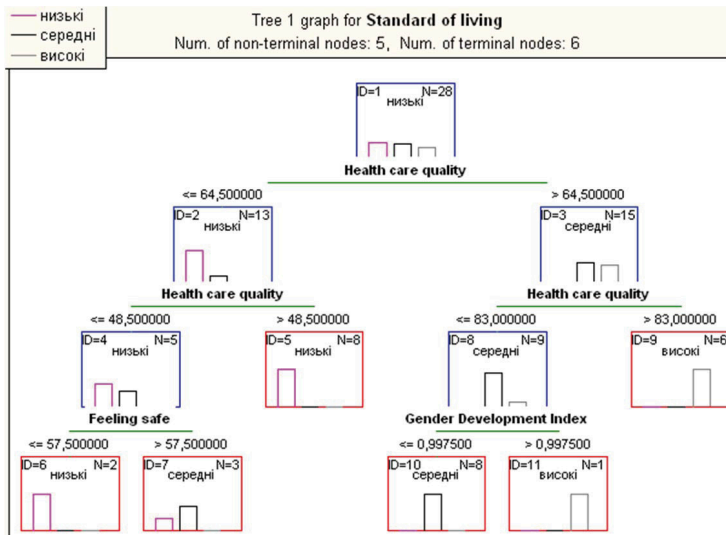 низькі
середні
високі
Tree 1 graph for Standard of living
Num. of non-terminal nodes: 5, Num. of terminal nodes: 6
ID=1 N=28
низькі
Health care quality
<= 64,500000 > 64,500000
ID=2 N=13 ID=3 N=15
низькі середні
Health care quality Health care quality
<= 48,500000 > 48,500000 <= 83,000000 > 83,000000
ID=4 N=5 ID=5 N=8 ID=8 N=9 ID=9 N=6
низькі низькі середні високі
Feeling safe Gender Development Index
<= 57,500000 > 57,500000 <= 0,997500 > 0,997500
ID=6 N=2 ID=7 N=3 ID=10 N=8 ID=11 N=1
низькі середні середні високі